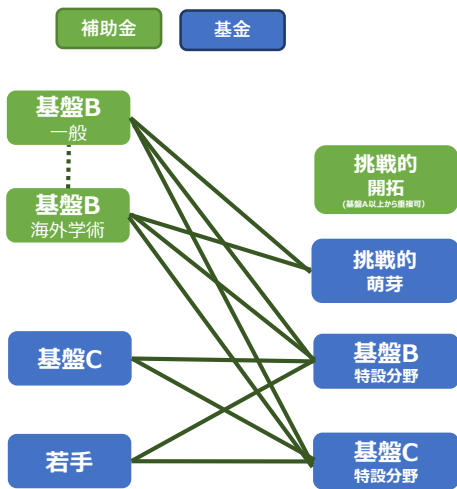 補助金
基金
基盤B
一般
基盤B
海外学術
基盤C
若手
挑戦的
開拓
(基盤A以上から重複可)
挑戦的
萌芽
基盤B
特設分野
基盤C
特設分野